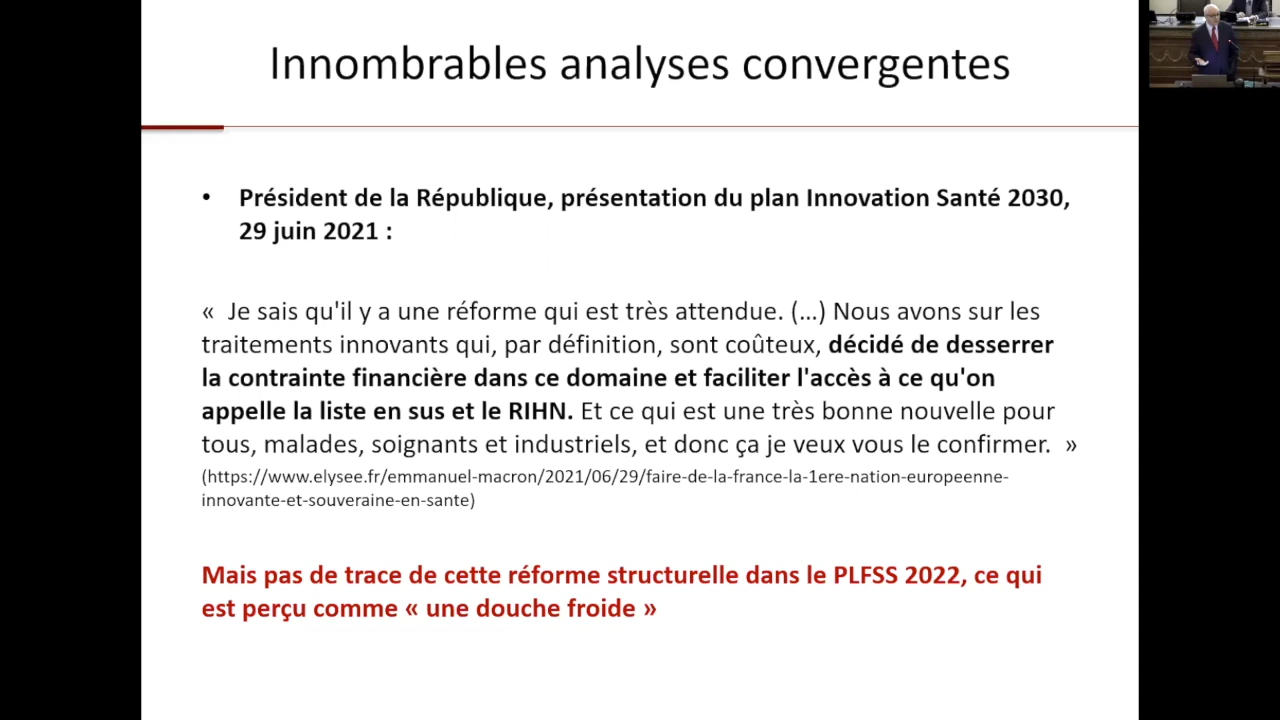 Innombrables analyses convergentes
• Président de la République, présentation du plan Innovation Santé 2030,
29 juin 2021 :
« Je sais qu'il y a une réforme qui est très attendue. (…) Nous avons sur les
traitements innovants qui, par définition, sont coûteux, décidé de desserrer
la contrainte financière dans ce domaine et faciliter l'accès à ce qu'on
appelle la liste en sus et le RIHN. Et ce qui est une très bonne nouvelle pour
tous, malades, soignants et industriels, et donc ça je veux vous le confirmer. »
(https://www.elysee.fr/emmanuel-macron/2021/06/29/faire-de-la-france-la-1ere-nation-europeenne-
innovante-et-souveraine-en-sante)
Mais pas de trace de cette réforme structurelle dans le PLFSS 2022, ce qui
est perçu comme « une douche froide »